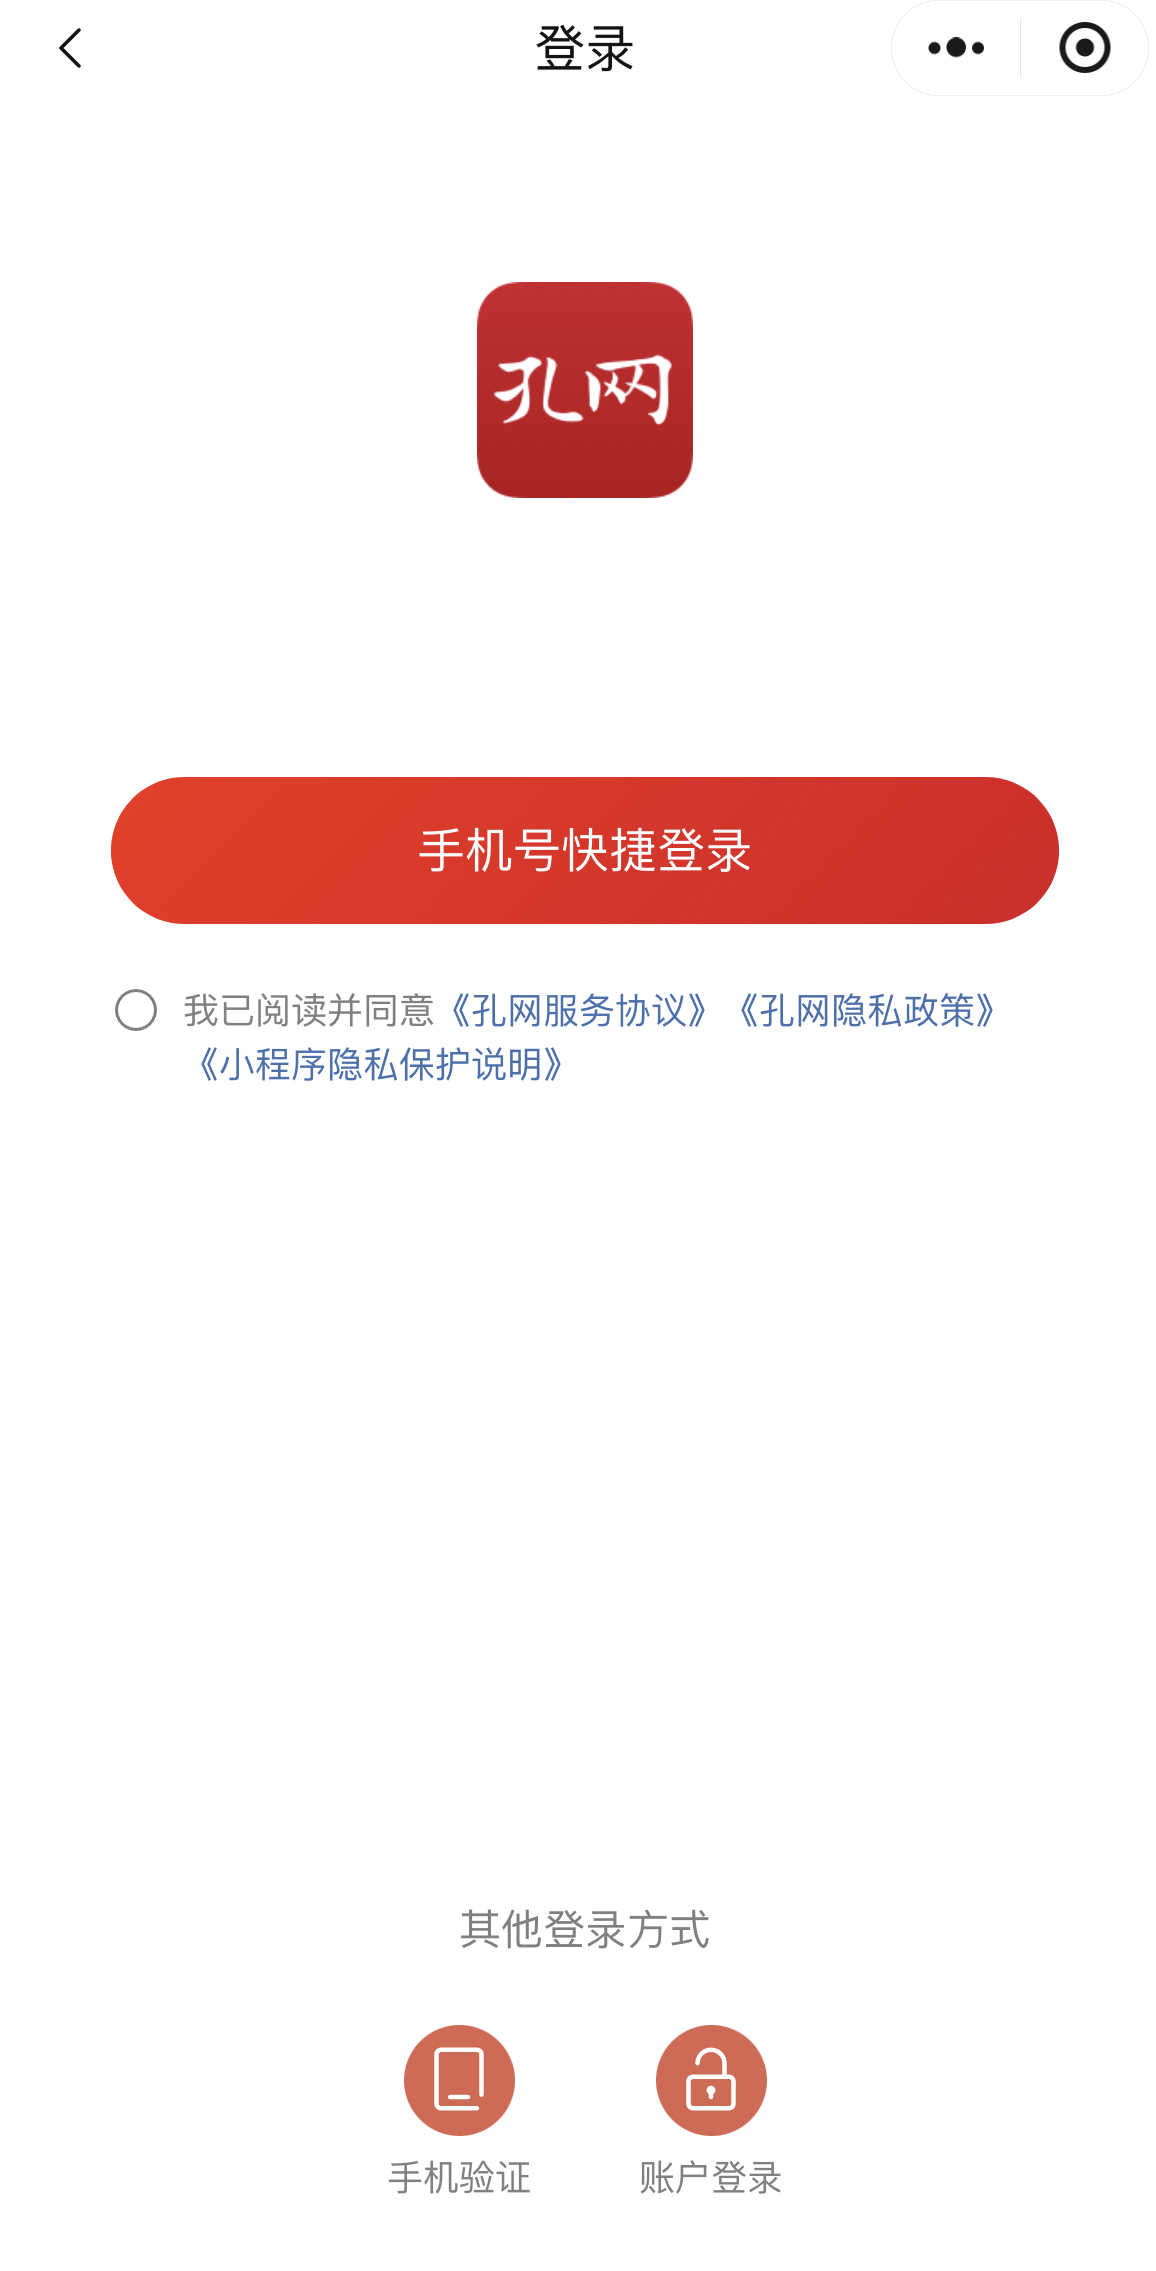 登录
孔网
手机号快捷登录
我已阅读并同意《孔网服务协议》《孔网隐私政策》
《小程序隐私保护说明》
其他登录方式
手机验证
账户登录